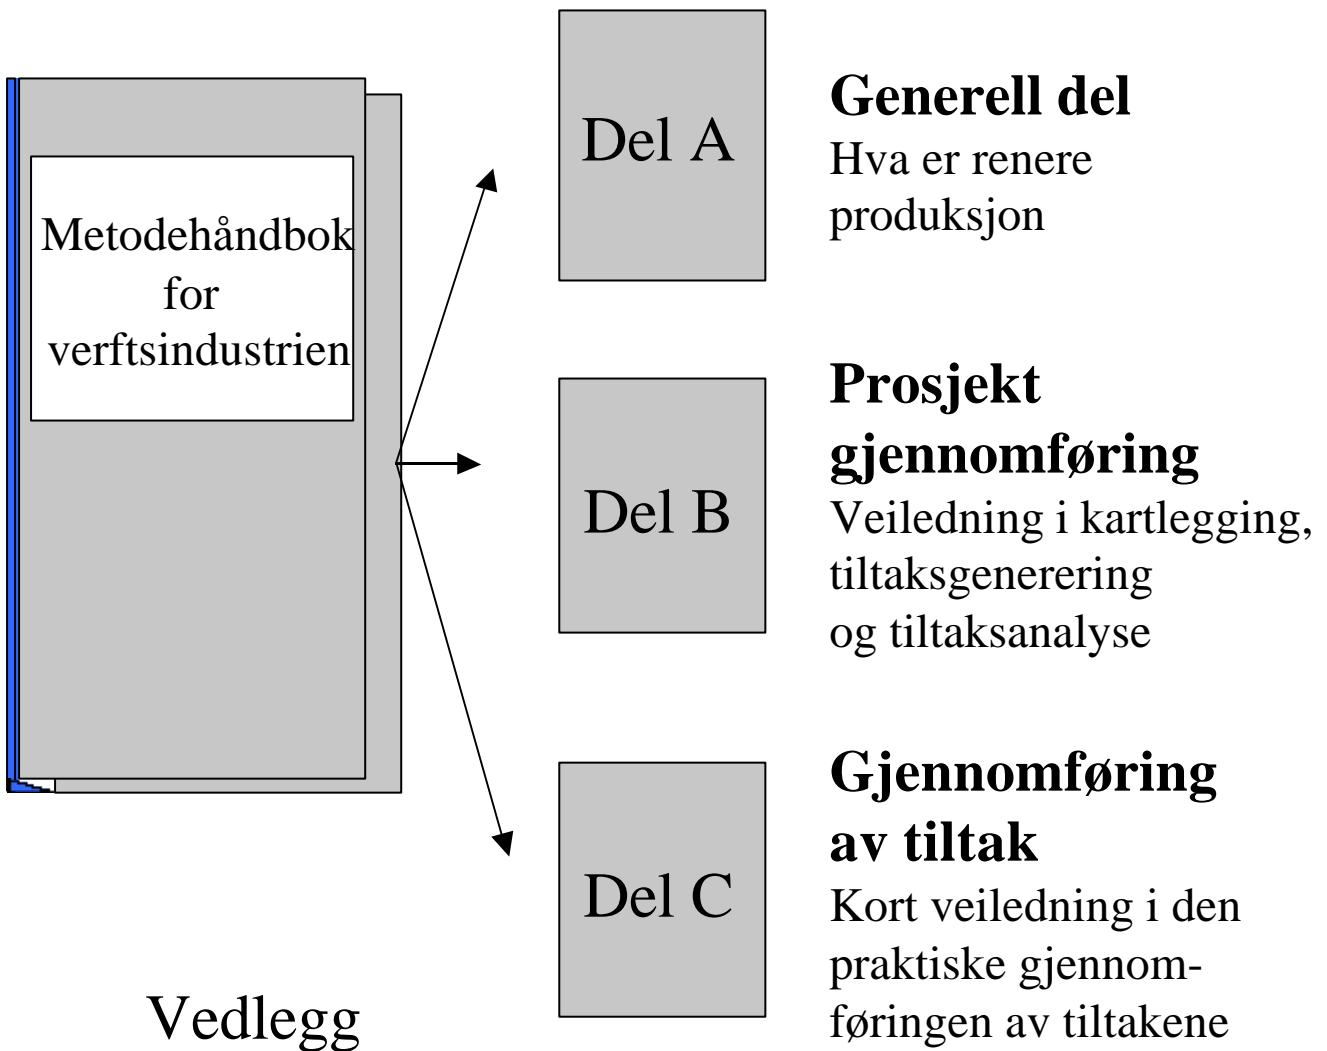 Metodehåndbok
for
verftsindustrien
Vedlegg
Del A
Generell del
Hva er renere
produksjon
Del B
Prosjekt
gjennomføring
Veiledning i kartlegging,
tiltaksgenerering
og tiltaksanalyse
Del C
Gjennomføring
av tiltak
Kort veiledning i den
praktiske gjennom-
føringen av tiltakene